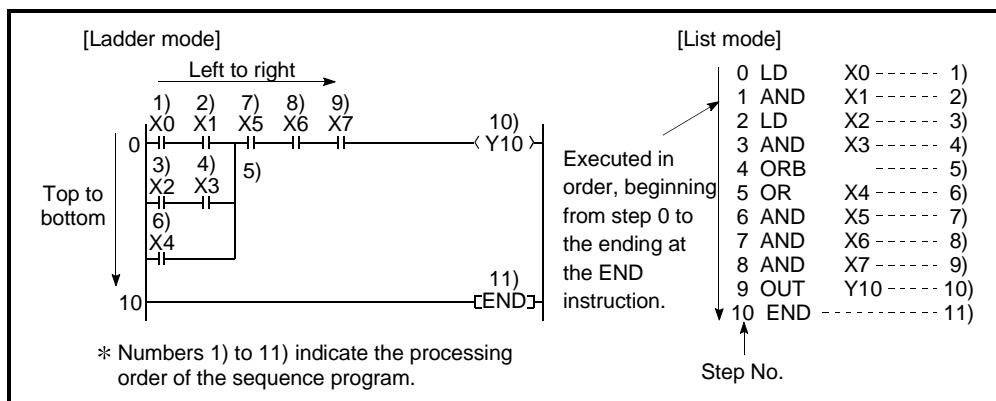 [Ladder mode]
Left to right
1) 2) 7) 8) 9) 10)
X0 X1 X5 X6 X7
0 Y10
3) 4) 5)
X2 X3
Top to
bottom
6)
X4
11)
10 END
* Numbers 1) to 11) indicate the processing
order of the sequence program.
Executed in
order, beginning
from step 0 to
the ending at
the END
instruction.
[List mode]
0 LD X0 ------ 1)
1 AND X1 ------ 2)
2 LD X2 ------ 3)
3 AND X3 ------ 4)
4 ORB ------ 5)
5 OR X4 ------ 6)
6 AND X5 ------ 7)
7 AND X6 ------ 8)
8 AND X7 ------ 9)
9 OUT Y10 ----- 10)
10 END ------------ 11)
Step No.